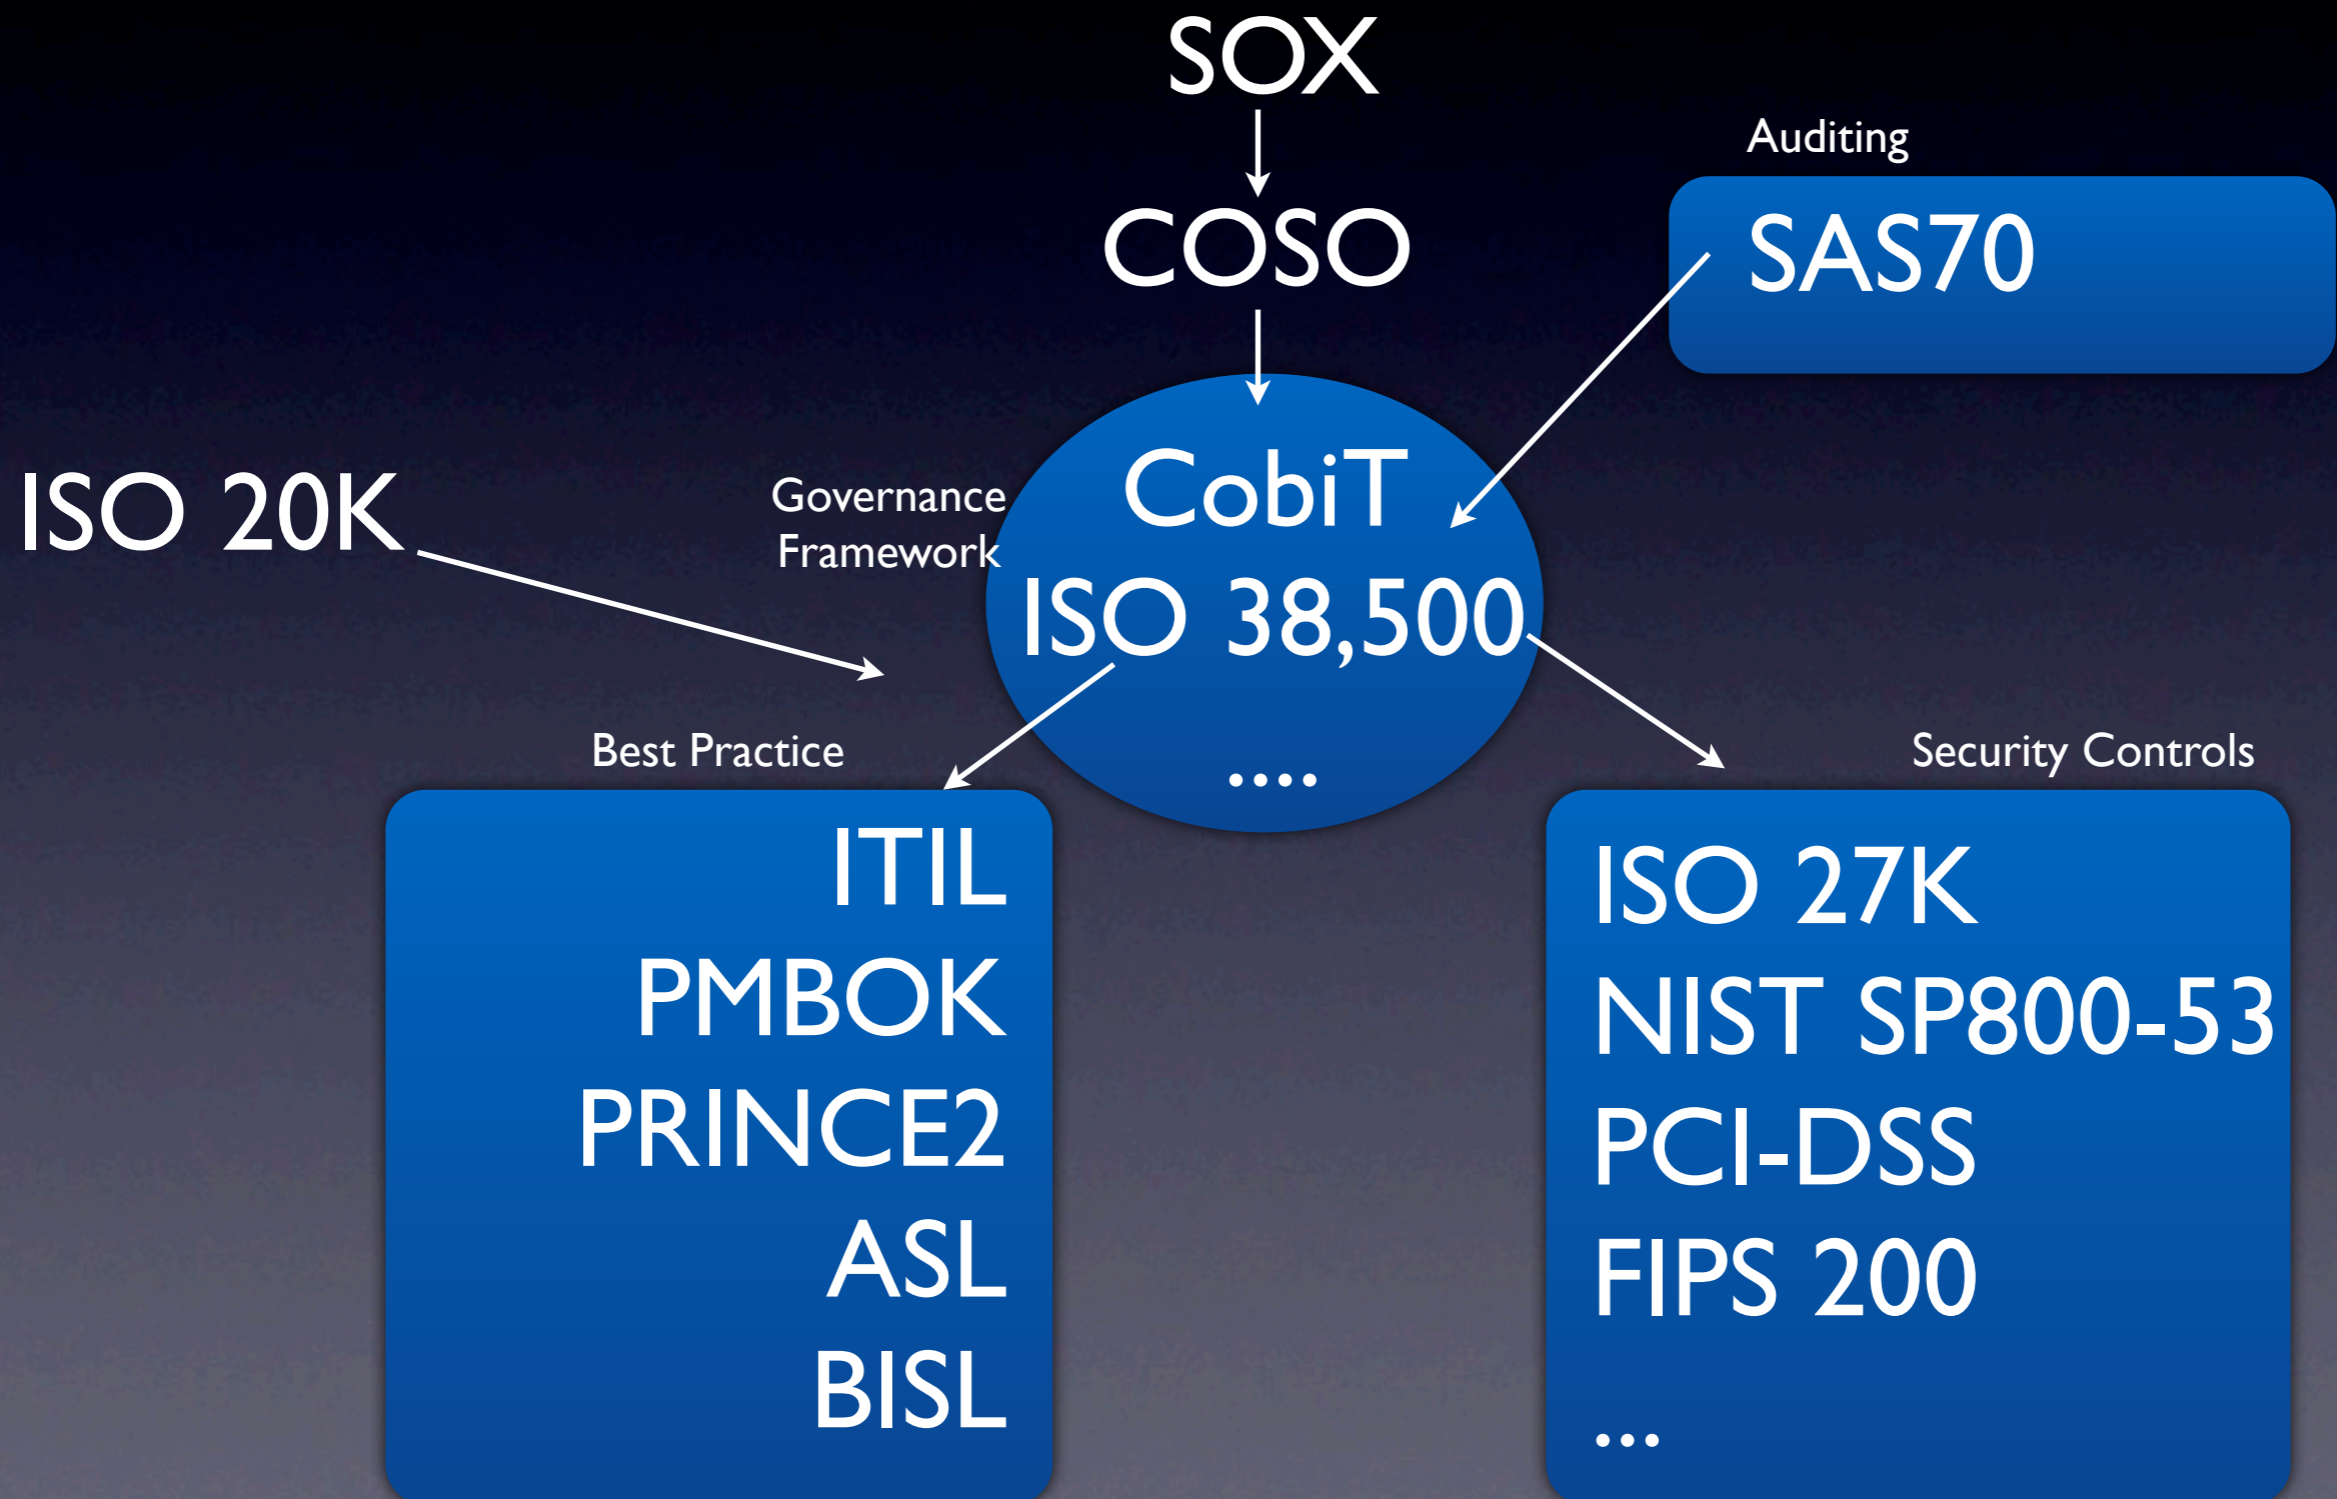 SOX
Auditing
COSO
SAS70
ISO 20K
Governance
Framework
CobiT
ISO 38,500
....
Best Practice
ITIL
PMBOK
PRINCE2
ASL
BISL
Security Controls
ISO 27K
NIST SP800-53
PCI-DSS
FIPS 200
...